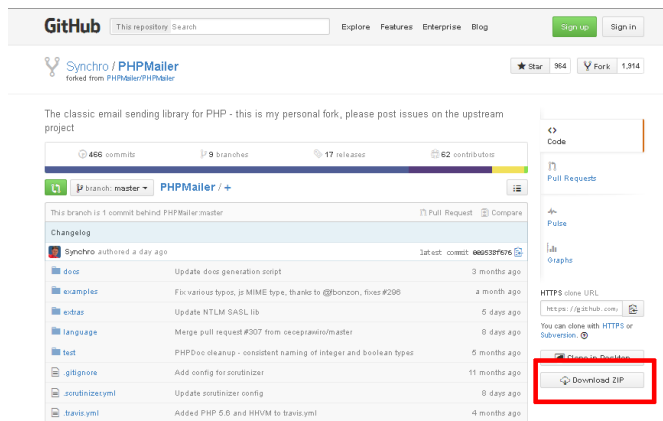 GitHub This repository Search Explore Features Enterprise Blog Sign up Sign in
Synchro / PHPMailer Star 964 Fork 1,914
forked from PHPMailer/PHPMailer
The classic email sending library for PHP - this is my personal fork, please post issues on the upstream
project
466 commits 9 branches 17 releases 62 contributors
branch: master PHPMailer / +
This branch is 1 commit behind PHPMailer:master Pull Request Compare
Changelog
Synchro authored a day ago latest commit
docs Update docs generation script 3 months ago
examples Fix various typos, js MIME type, thanks to @fbonzon, fixes #296 a month ago
extras Update NTLM SASL lib 6 days ago
language Merge pull request #307 from ceceprawiro/master 8 days ago
test PHPDoc cleanup - consistent naming of integer and boolean types 5 months ago
.gitignore Add config for scrutinizer 11 months ago
.scrutinizer.yml Update scrutinizer config 8 days ago
.travis.yml Added PHP 5.6 and HHVM to travis.yml 4 months ago
Code
Pull Requests
Pulse
Graphs
HTTPS clone URL
https://github.com/
You can clone with HTTPS or
Subversion.
Clone in Desktop
Download ZIP